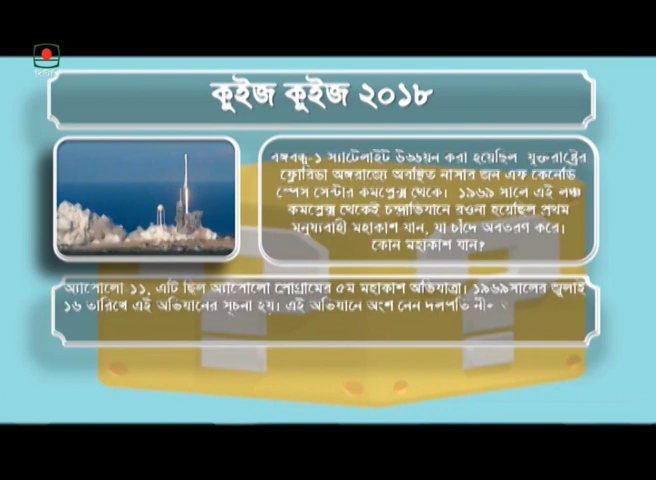 কুইজ কুইজ ২০১৮
বঙ্গবন্ধু-১ স্যাটেলাইট উড্ডয়ন করা হয়েছিল যুক্তরাষ্ট্রের
ফ্লোরিডা অঙ্গরাজ্যে অবস্থিত নাসার জন এফ কেনেডি
স্পেস সেন্টার কমপ্লেক্স থেকে। ১৯৬৯ সালে এই লঞ্চ
কমপ্লেক্স থেকেই চন্দ্রাভিযানে রওনা হয়েছিল প্রথম
মনুষ্যবাহী মহাকাশ যান, যা চাঁদে অবতরণ করে।
কোন মহাকাশ যান?
অ্যাপোলো ১১, এটি ছিল অ্যাপোলো প্রোগ্রামের ৫ম মহাকাশ অভিযাত্রা। ১৯৬৯সালের জুলাই
১৬ তারিখে এই অভিযানের সূচনা হয়। এই অভিযানে অংশ নেন দলপতি